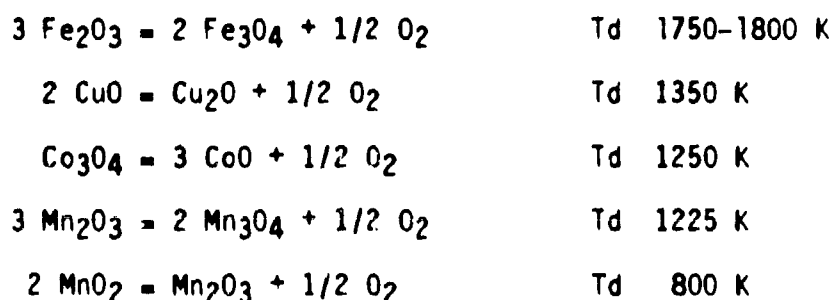 3 Fe2O3 = 2 Fe3O4 + 1/2 O2 Td 1750-1800 K
2 CuO = Cu2O + 1/2 O2 Td 1350 K
Co3O4 = 3 CoO + 1/2 O2 Td 1250 K
3 Mn2O3 = 2 Mn3O4 + 1/2 O2 Td 1225 K
2 MnO2 = Mn2O3 + 1/2 O2 Td 800 K